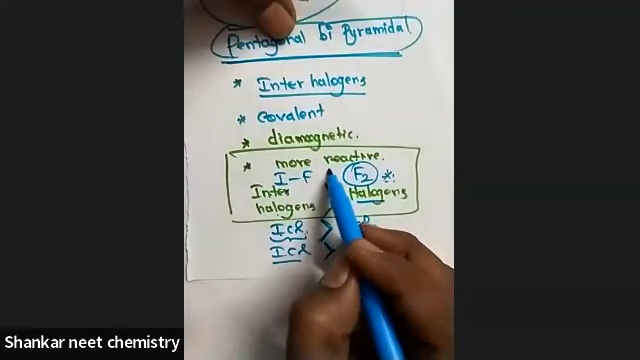 Pentagonal bi Pyramidal.
* Inter halogens
* covalent
* diamagnetic.
* more reactive.
I-F F2 *
Inter Halogens
halogens
Icl >
Icl >
Shankar neet chemistry